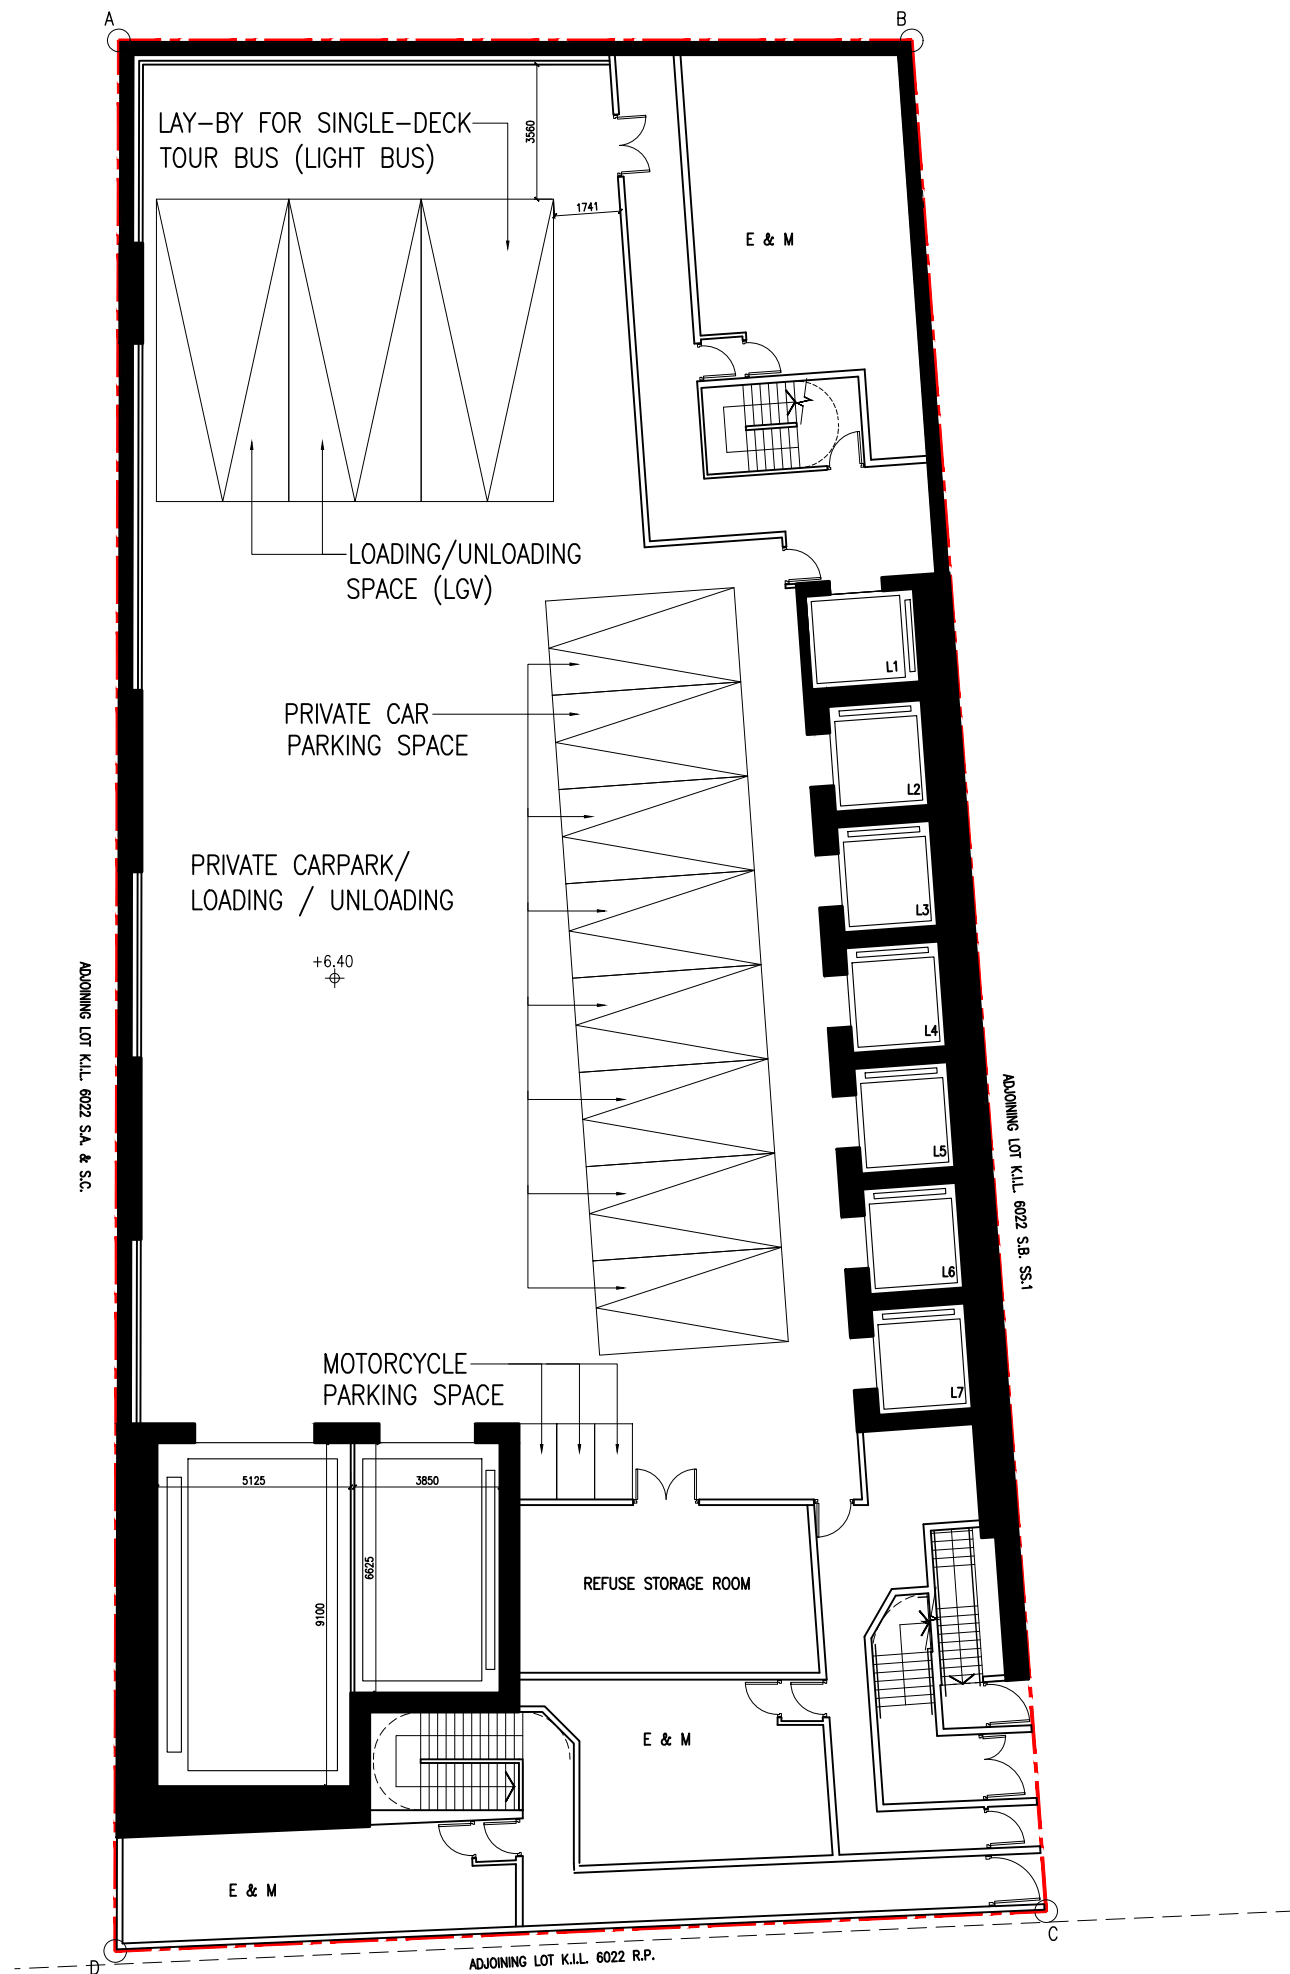 A
B
LAY-BY FOR SINGLE-DECK
TOUR BUS (LIGHT BUS)
3560
1741
E & M
LOADING/UNLOADING
SPACE (LGV)
L1
PRIVATE CAR
PARKING SPACE
L2
PRIVATE CARPARK/
LOADING / UNLOADING
L3
+6.40
L4
ADJOINING LOT K.I.L. 6022 S.A. & S.C.
ADJOINING LOT K.I.L. 6022 S.B. SS.1
L5
L6
MOTORCYCLE
PARKING SPACE
L7
5125
3850
6625
9100
REFUSE STORAGE ROOM
E & M
E & M
C
D
ADJOINING LOT K.I.L. 6022 R.P.